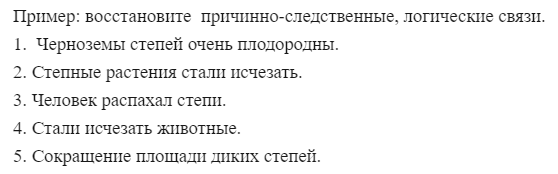 Пример: восстановите  причинно-следственные, логические связи.
1.  Черноземы степей очень плодородны.
2. Степные растения стали исчезать.
3. Человек распахал степи.
4. Стали исчезать животные.
5. Сокращение площади диких степей.